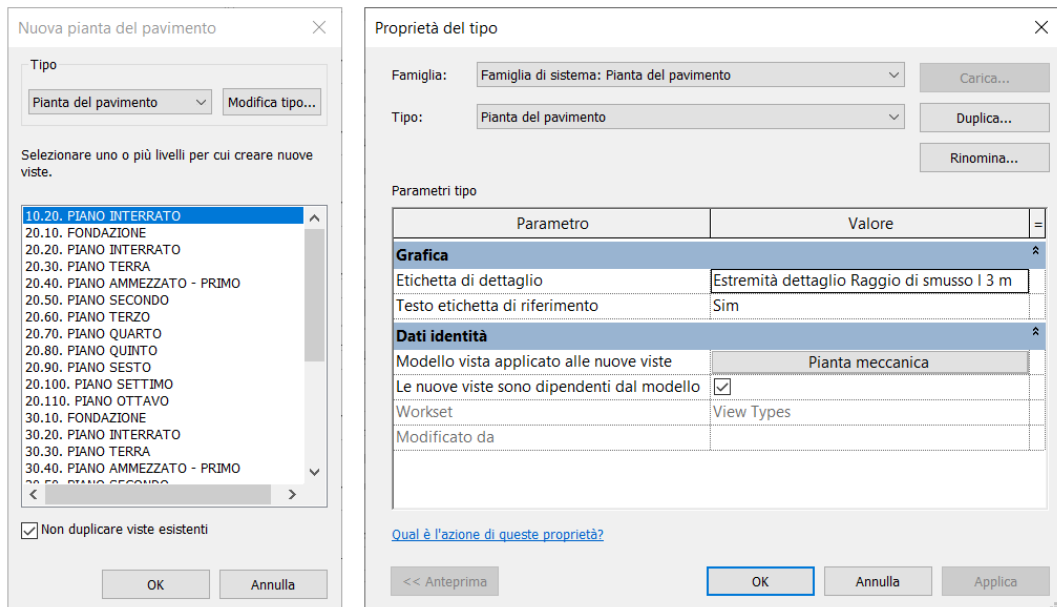 Nuova pianta del pavimento
Tipo
Pianta del pavimento
Modifica tipo...
Selezionare uno o più livelli per cui creare nuove
viste.
10.20. PIANO INTERRATO
20.10. FONDAZIONE
20.20. PIANO INTERRATO
20.30. PIANO TERRA
20.40. PIANO AMMEZZATO - PRIMO
20.50. PIANO SECONDO
20.60. PIANO TERZO
20.70. PIANO QUARTO
20.80. PIANO QUINTO
20.90. PIANO SESTO
20.100. PIANO SETTIMO
20.110. PIANO OTTAVO
30.10. FONDAZIONE
30.20. PIANO INTERRATO
30.30. PIANO TERRA
30.40. PIANO AMMEZZATO - PRIMO
30.50. PIANO SECONDO
Non duplicare viste esistenti
OK
Annulla
Proprietà del tipo
Famiglia:
Famiglia di sistema: Pianta del pavimento
Carica...
Tipo:
Pianta del pavimento
Duplica...
Rinomina...
Parametri tipo
Parametro
Valore
=
Grafica
Etichetta di dettaglio
Estremità dettaglio Raggio di smusso I 3 m
Testo etichetta di riferimento
Sim
Dati identità
Modello vista applicato alle nuove viste
Pianta meccanica
Le nuove viste sono dipendenti dal modello
Workset
View Types
Modificato da
Qual è l'azione di queste proprietà?
<< Anteprima
OK
Annulla
Applica